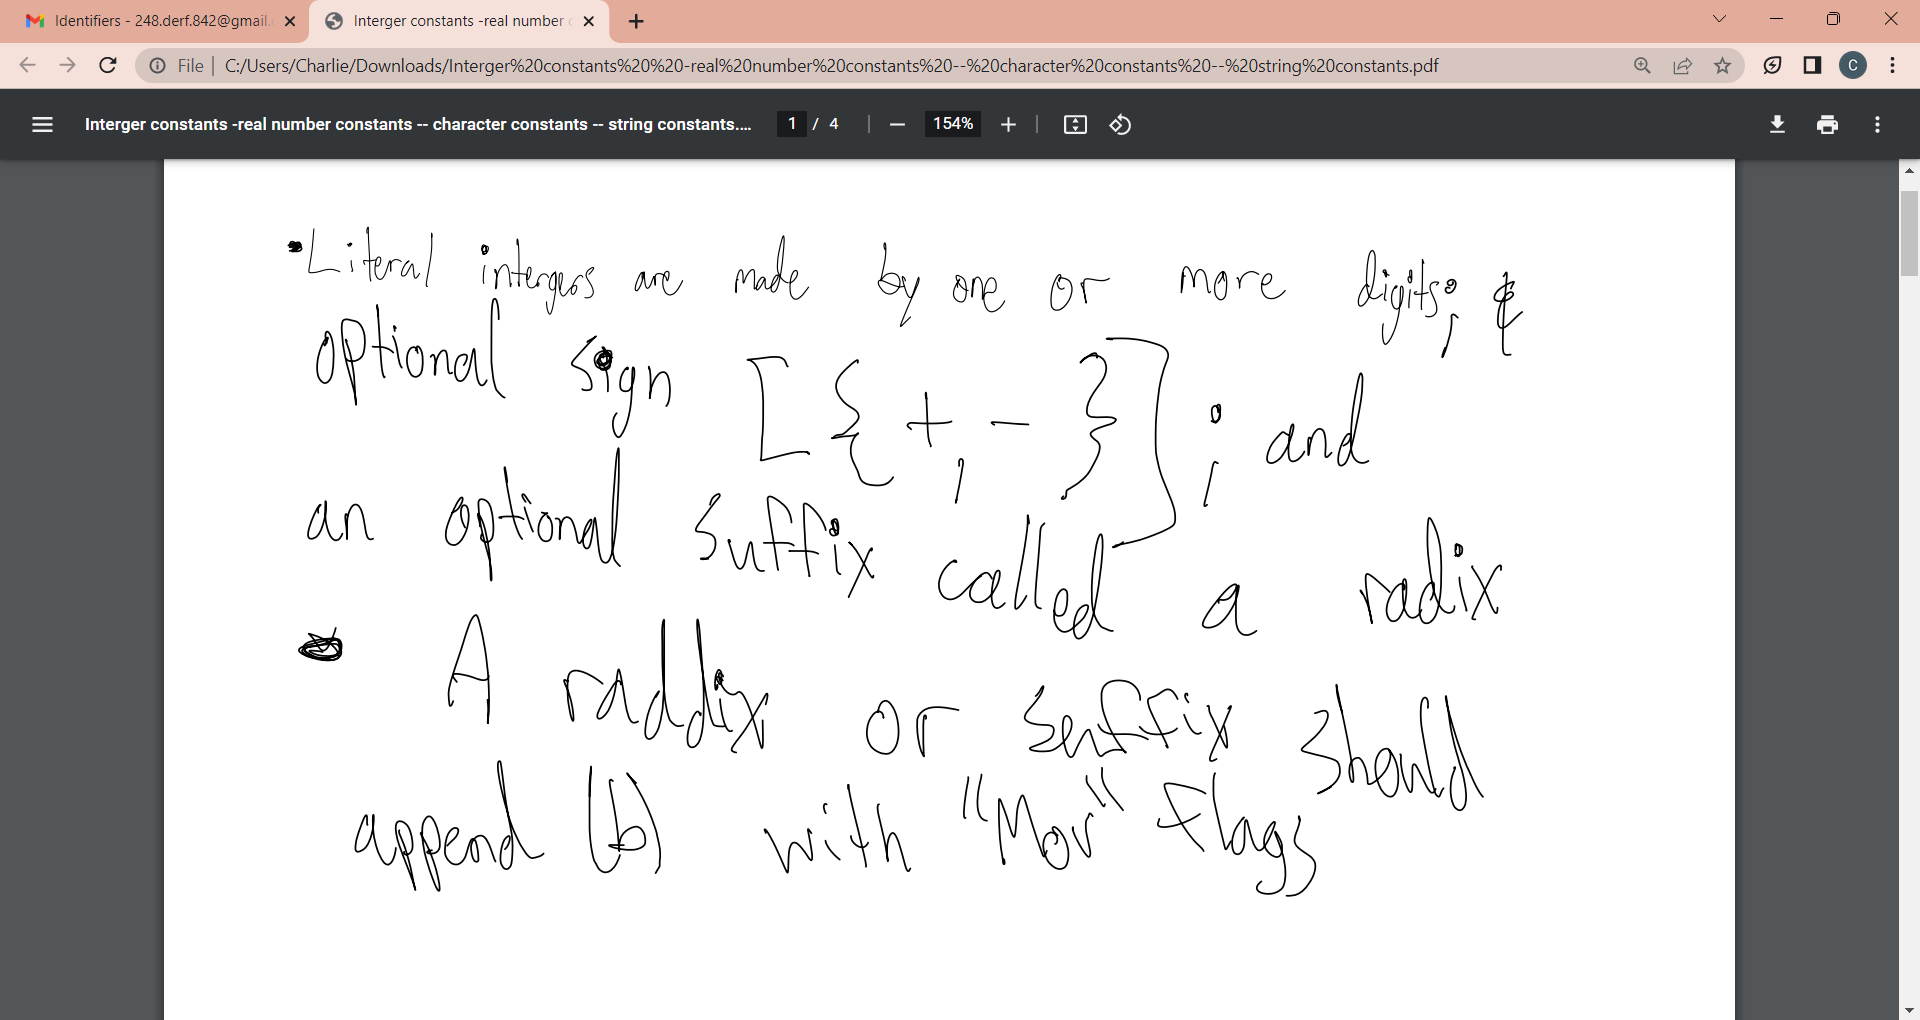 Identifiers - 248.derf.842@gmail.
Interger constants -real number c
File | C:/Users/Charlie/Downloads/Interger%20constants%20%20-real%20number%20constants%20--%20character%20constants%20--%20string%20constants.pdf
C
Interger constants -real number constants -- character constants -- string constants.... 1 / 4 | − 154% + |
• Literal intergers are made by one or more digits; &
optional sign [{+, -}]; and
an optional suffix called a radix
• A raddix or suffix should
append (b) with "Mov" flags